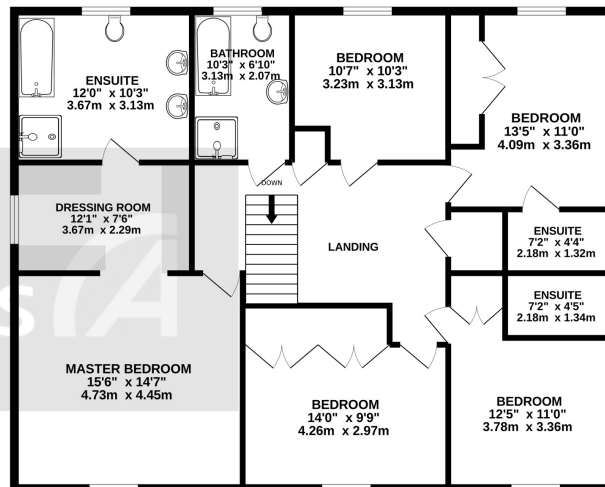 ENSUITE
12'0" x 10'3"
3.67m x 3.13m
BATHROOM
10'3" x 6'10"
3.13m x 2.07m
BEDROOM
10'7" x 10'3"
3.23m x 3.13m
BEDROOM
13'5" x 11'0"
4.09m x 3.36m
DRESSING ROOM
12'1" x 7'6"
3.67m x 2.29m
DOWN
LANDING
ENSUITE
7'2" x 4'4"
2.18m x 1.32m
ENSUITE
7'2" x 4'5"
2.18m x 1.34m
MASTER BEDROOM
15'6" x 14'7"
4.73m x 4.45m
BEDROOM
14'0" x 9'9"
4.26m x 2.97m
BEDROOM
12'5" x 11'0"
3.78m x 3.36m